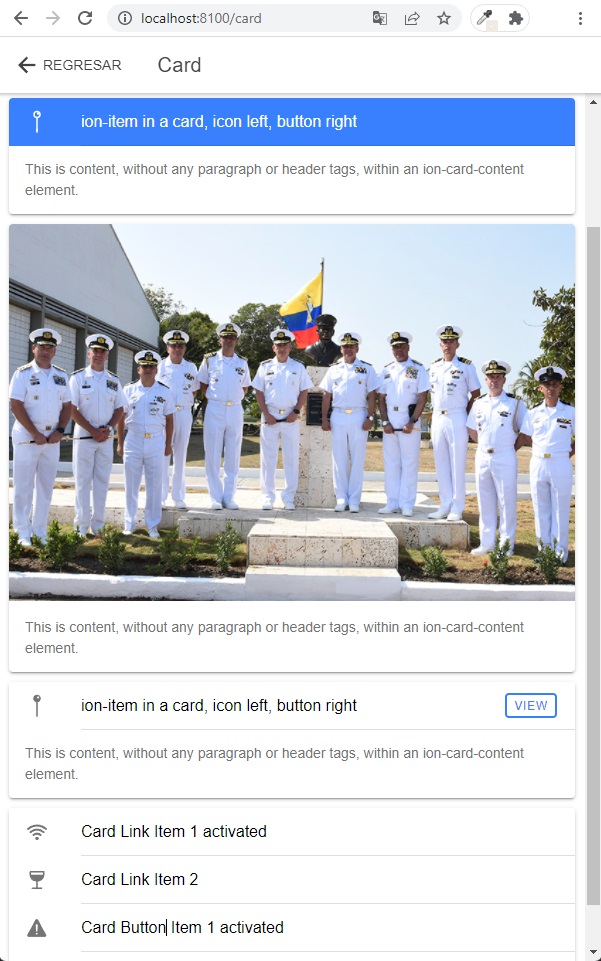 localhost:8100/card
REGRESAR Card
ion-item in a card, icon left, button right
This is content, without any paragraph or header tags, within an ion-card-content
element.
This is content, without any paragraph or header tags, within an ion-card-content
element.
ion-item in a card, icon left, button right VIEW
This is content, without any paragraph or header tags, within an ion-card-content
element.
Card Link Item 1 activated
Card Link Item 2
Card Button Item 1 activated